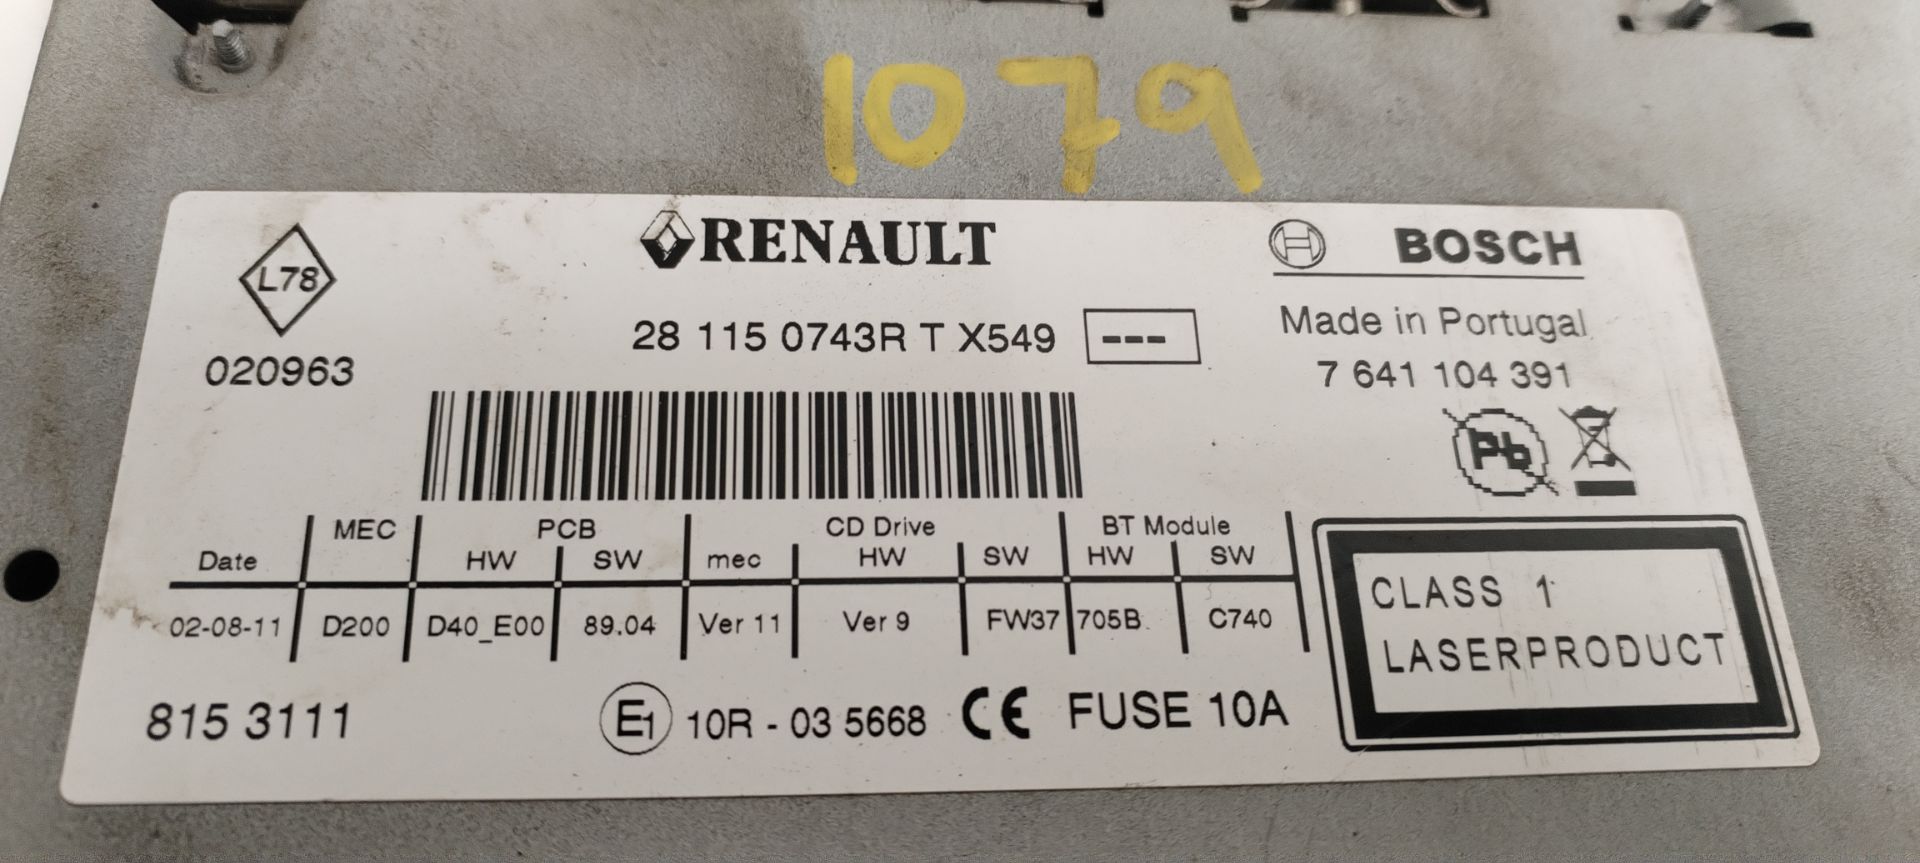 1079
RENAULT
BOSCH
L78
020963
28 115 0743R T X549 ---
Made in Portugal
7 641 104 391
Pb
MEC PCB CD Drive BT Module
Date HW SW mec HW SW HW SW
02-08-11 D200 D40_E00 89.04 Ver 11 Ver 9 FW37 705B C740
CLASS 1
LASERPRODUCT
815 3111
E1 10R - 03 5668 CE FUSE 10A